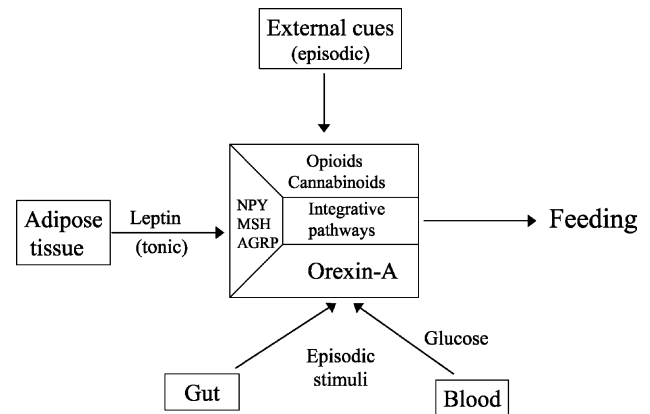 External cues
(episodic)
Opioids
Cannabinoids
NPY
MSH
AGRP
Integrative
pathways
Orexin-A
Adipose
tissue
Leptin
(tonic)
Feeding
Glucose
Episodic
stimuli
Gut
Blood